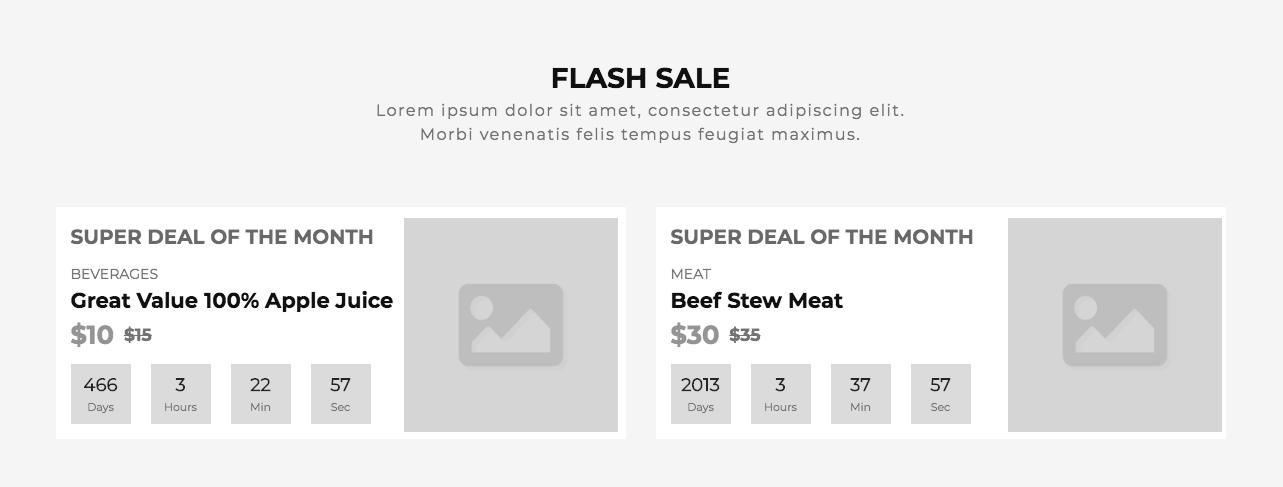 FLASH SALE
Lorem ipsum dolor sit amet, consectetur adipiscing elit.
Morbi venenatis felis tempus feugiat maximus.
SUPER DEAL OF THE MONTH
BEVERAGES
Great Value 100% Apple Juice
$10 $15
466 3 22 57
Days Hours Min Sec
SUPER DEAL OF THE MONTH
MEAT
Beef Stew Meat
$30 $35
2013 3 37 57
Days Hours Min Sec